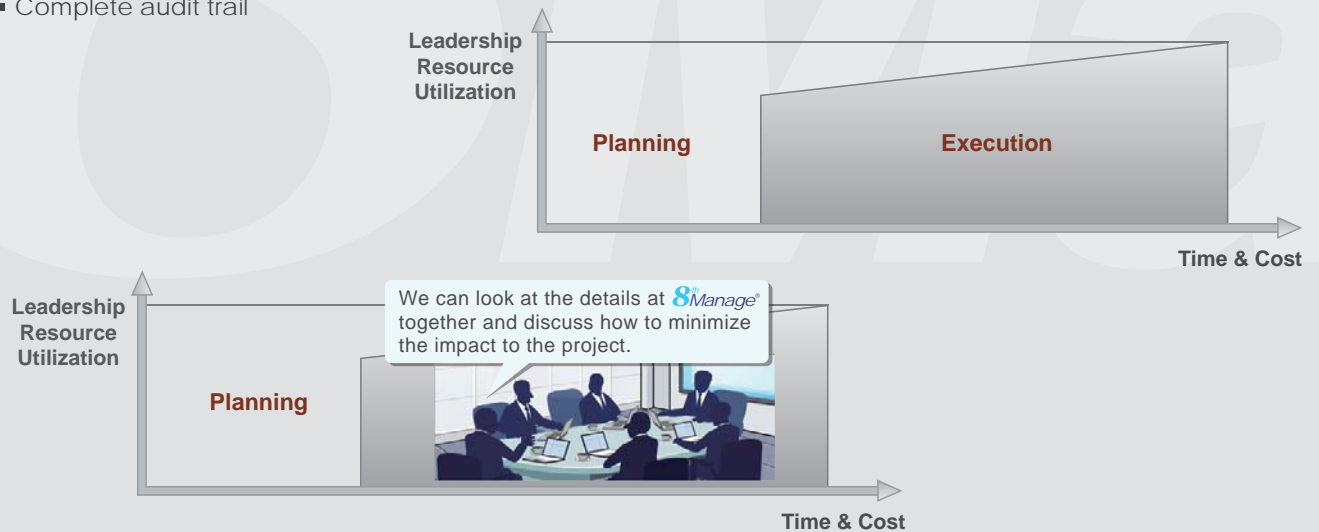 ▪ Complete audit trail
Leadership
Resource
Utilization
Planning
Execution
Time & Cost
Leadership
Resource
Utilization
We can look at the details at 8thManage®
together and discuss how to minimize
the impact to the project.
Planning
Time & Cost